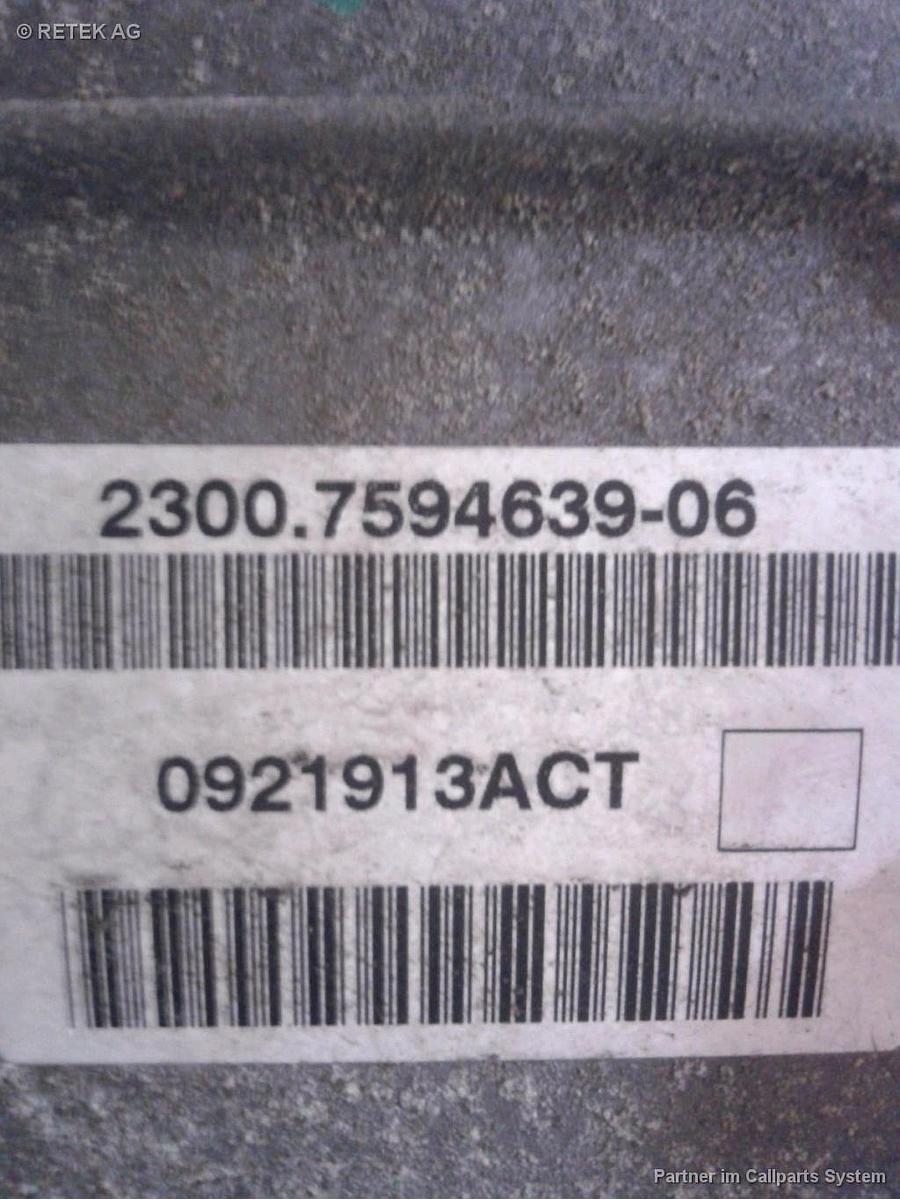 © RETEK AG
2300.7594639-06
0921913ACT
Partner im Callparts System